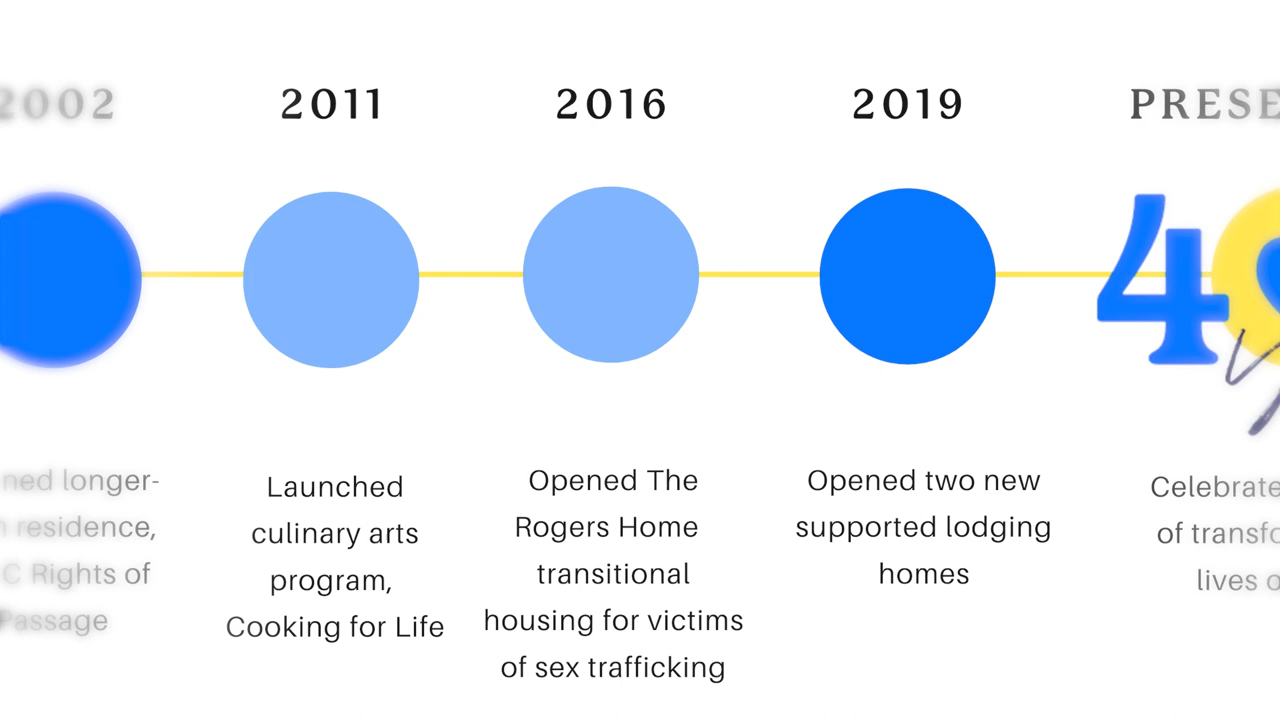 2002
2011
2016
2019
PRESE
4
longer-
residence,
C Rights of
Passage
Launched
culinary arts
program,
Cooking for Life
Opened The
Rogers Home
transitional
housing for victims
of sex trafficking
Opened two new
supported lodging
homes
Celebrate
of transfo
lives o